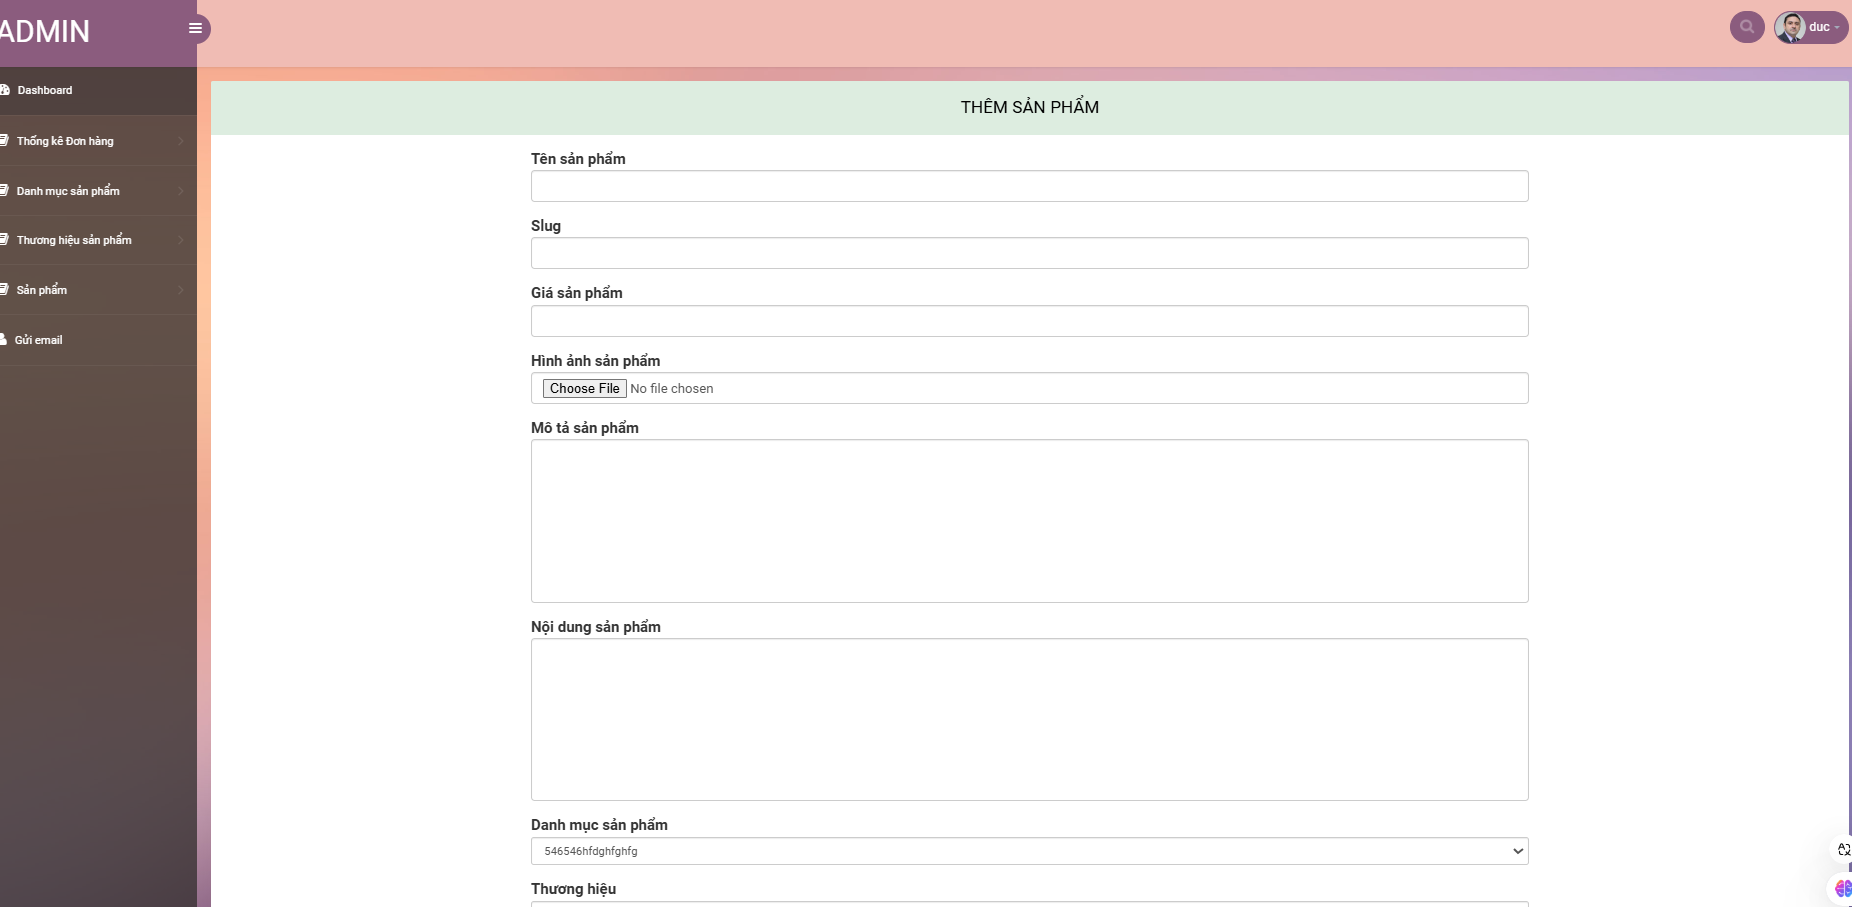 ADMIN
duc
Dashboard
Thống kê Đơn hàng
Danh mục sản phẩm
Thương hiệu sản phẩm
Sản phẩm
Gửi email
THÊM SẢN PHẨM
Tên sản phẩm
Slug
Giá sản phẩm
Hình ảnh sản phẩm
Choose File No file chosen
Mô tả sản phẩm
Nội dung sản phẩm
Danh mục sản phẩm
546546hfdghfghfg
Thương hiệu